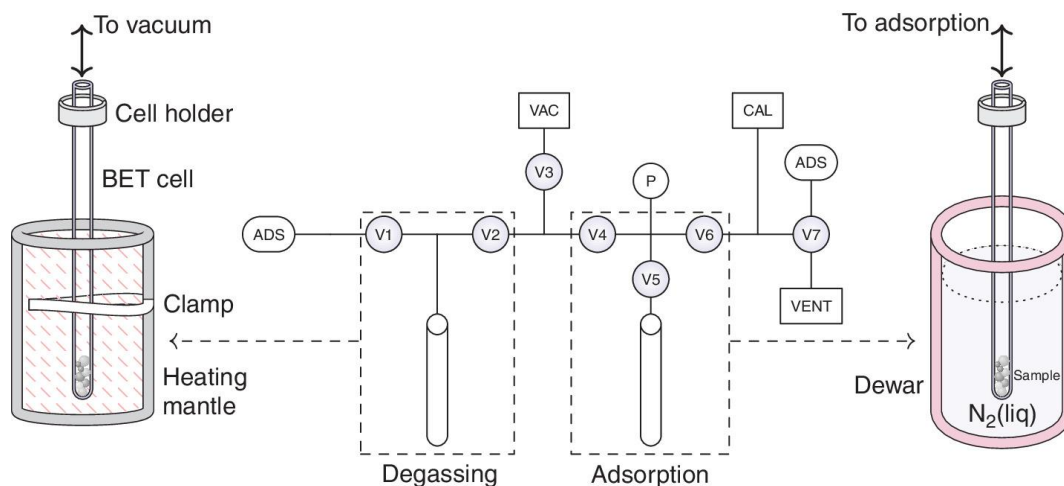 To vacuum
Cell holder
BET cell
Clamp
Heating
mantle
ADS
V1
V2
V3
VAC
Degassing
V4
P
V5
V6
CAL
ADS
V7
VENT
Adsorption
To adsorption
Dewar
Sample
N₂(liq)